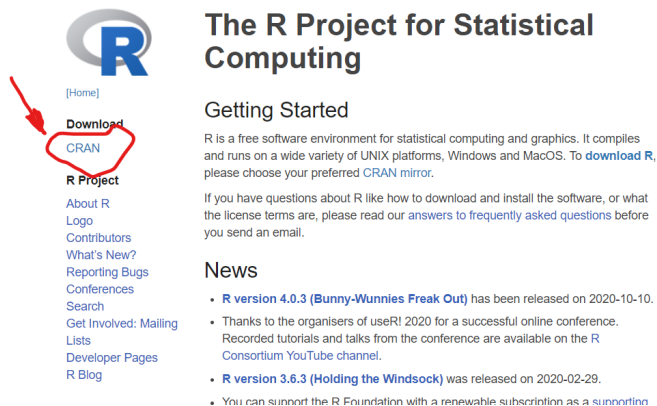 R
[Home]
Download
CRAN
R Project
About R
Logo
Contributors
What's New?
Reporting Bugs
Conferences
Search
Get Involved: Mailing
Lists
Developer Pages
R Blog
The R Project for Statistical
Computing
Getting Started
R is a free software environment for statistical computing and graphics. It compiles
and runs on a wide variety of UNIX platforms, Windows and MacOS. To download R,
please choose your preferred CRAN mirror.
If you have questions about R like how to download and install the software, or what
the license terms are, please read our answers to frequently asked questions before
you send an email.
News
• R version 4.0.3 (Bunny-Wunnies Freak Out) has been released on 2020-10-10.
• Thanks to the organisers of useR! 2020 for a successful online conference.
Recorded tutorials and talks from the conference are available on the R
Consortium YouTube channel.
• R version 3.6.3 (Holding the Windsock) was released on 2020-02-29.
• You can support the R Foundation with a renewable subscription as a supporting